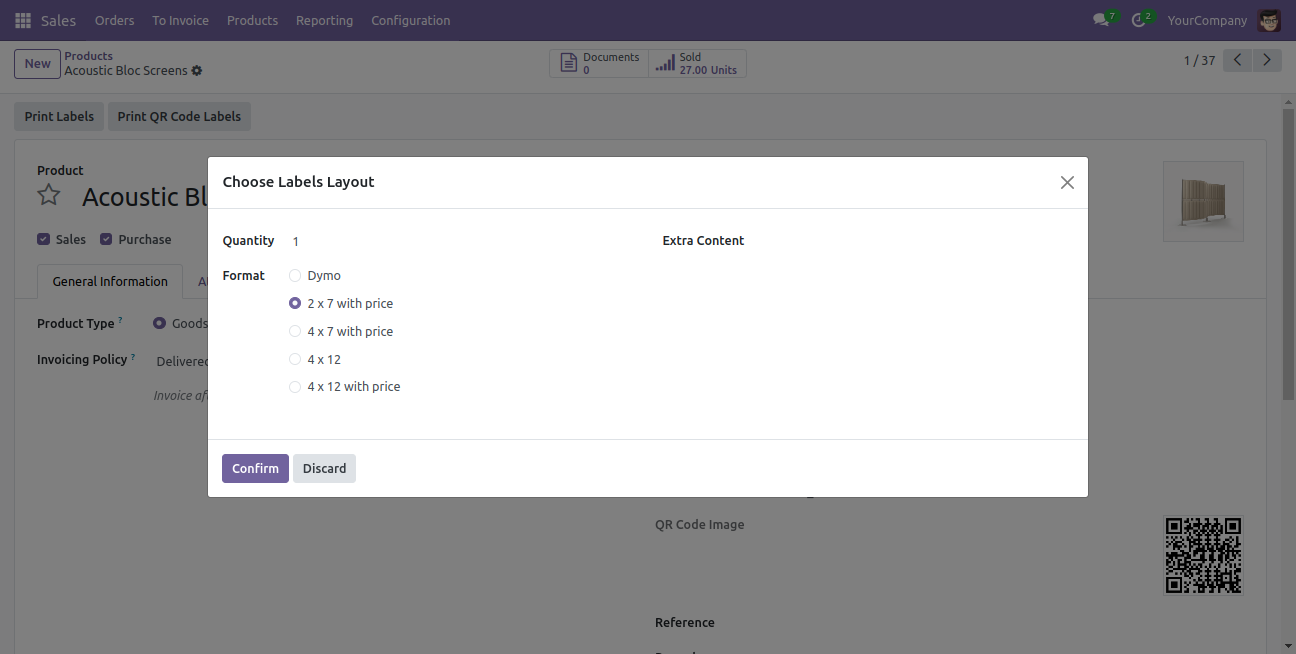 Sales Orders To Invoice Products Reporting Configuration 7 2 YourCompany
New Products Documents Sold
Acoustic Bloc Screens 0 27.00 Units 1 / 37
Print Labels Print QR Code Labels
Product
Acoustic Bl
Sales Purchase
General Information
Product Type ? Goods
Invoicing Policy ? Delivered
Invoice af
Choose Labels Layout
Quantity 1 Extra Content
Format Dymo
2 x 7 with price
4 x 7 with price
4 x 12
4 x 12 with price
Confirm Discard
QR Code Image
Reference